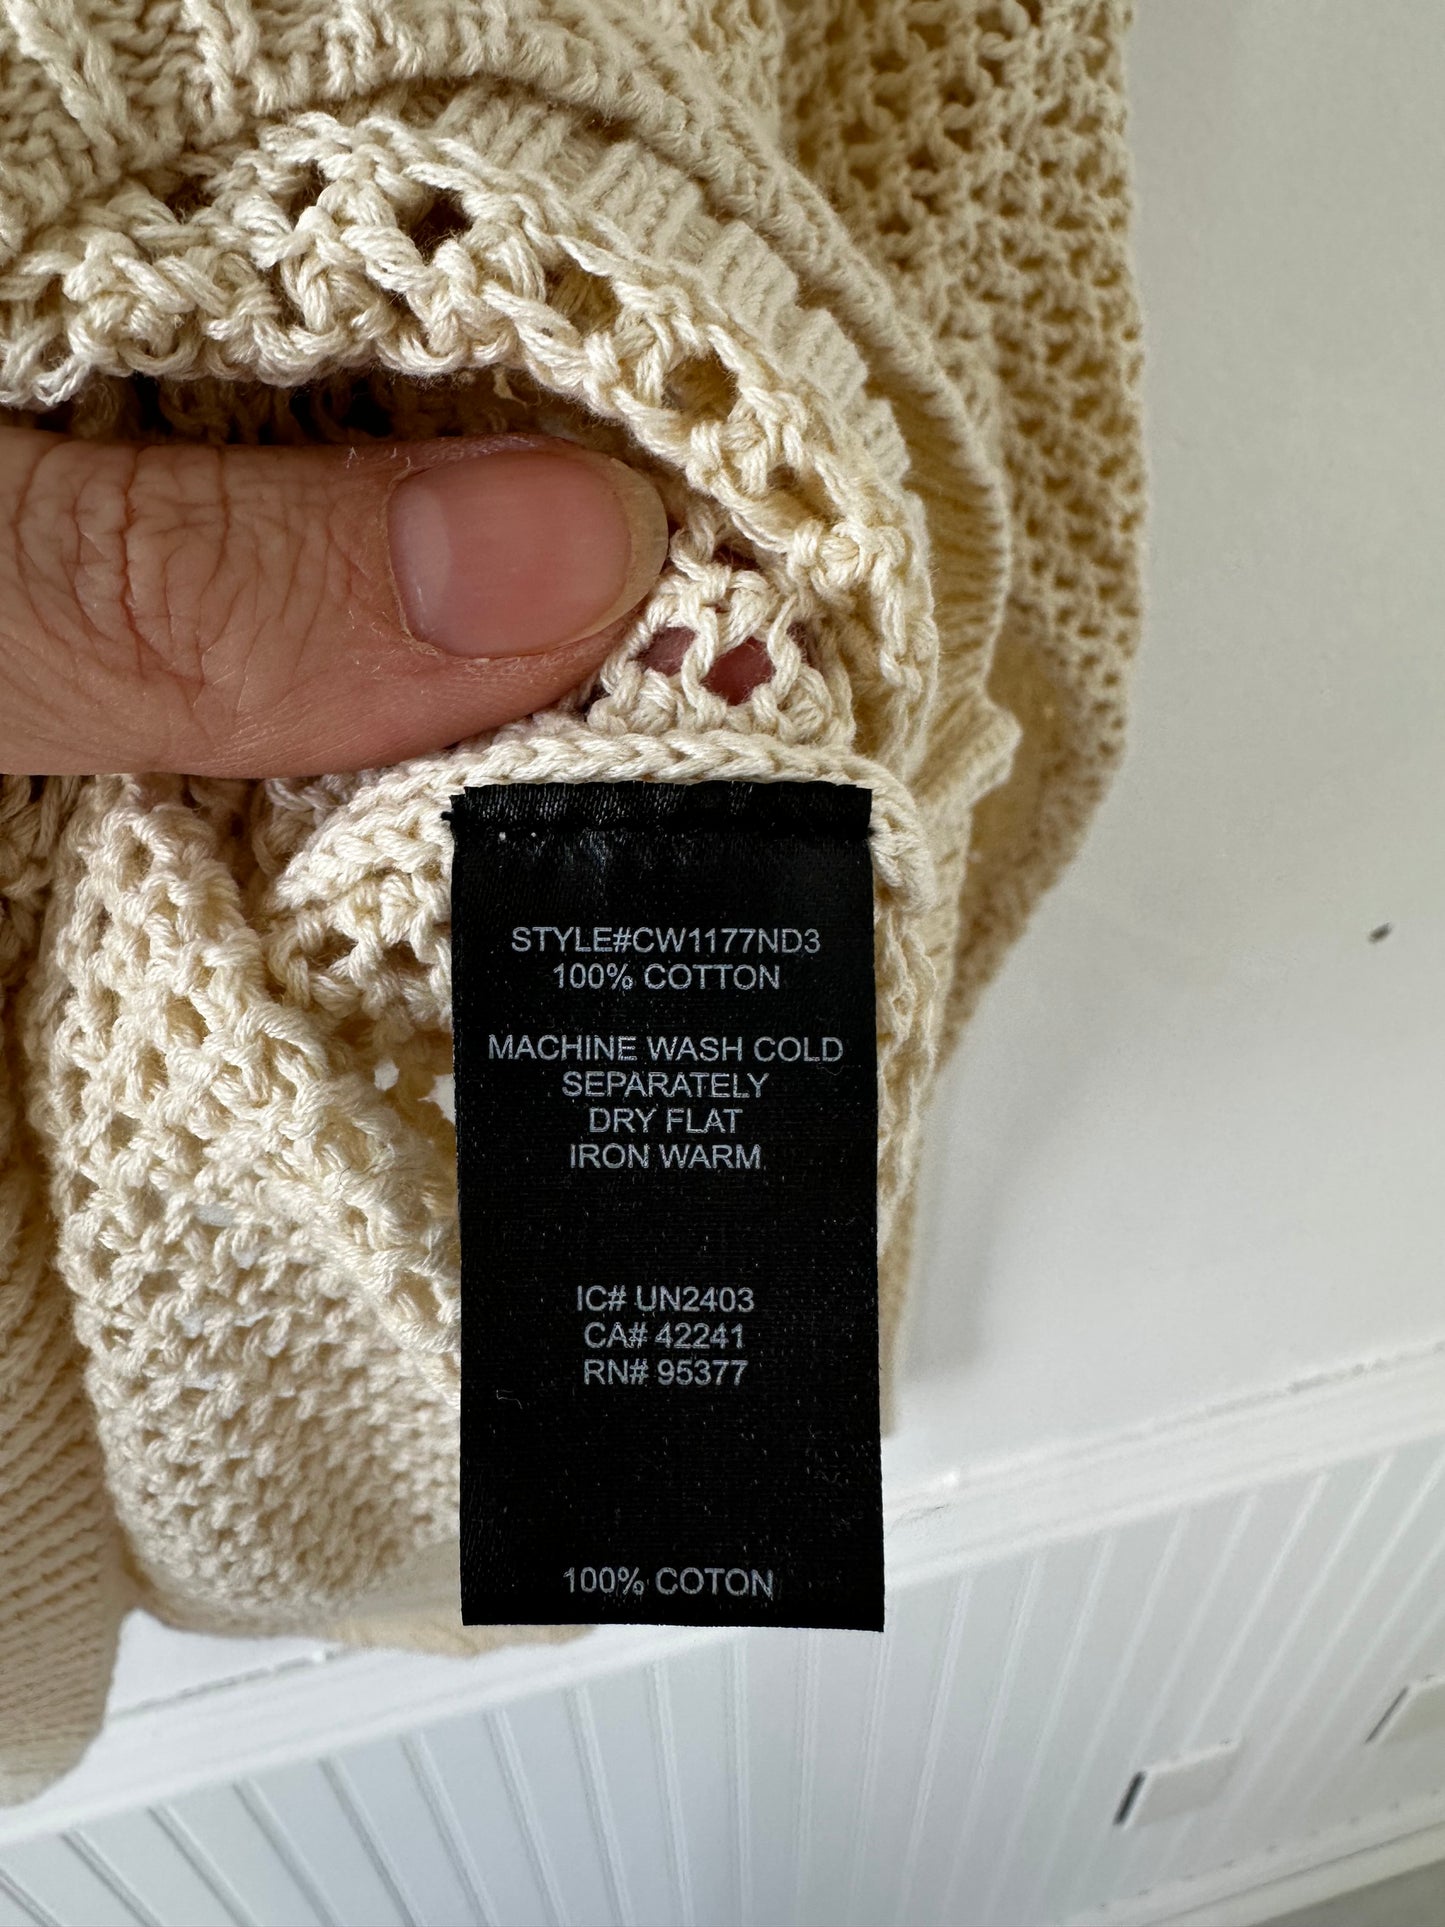 STYLE#CW1177ND3
100% COTTON
MACHINE WASH COLD
SEPARATELY
DRY FLAT
IRON WARM
IC# UN2403
CA# 42241
RN# 95377
100% COTON